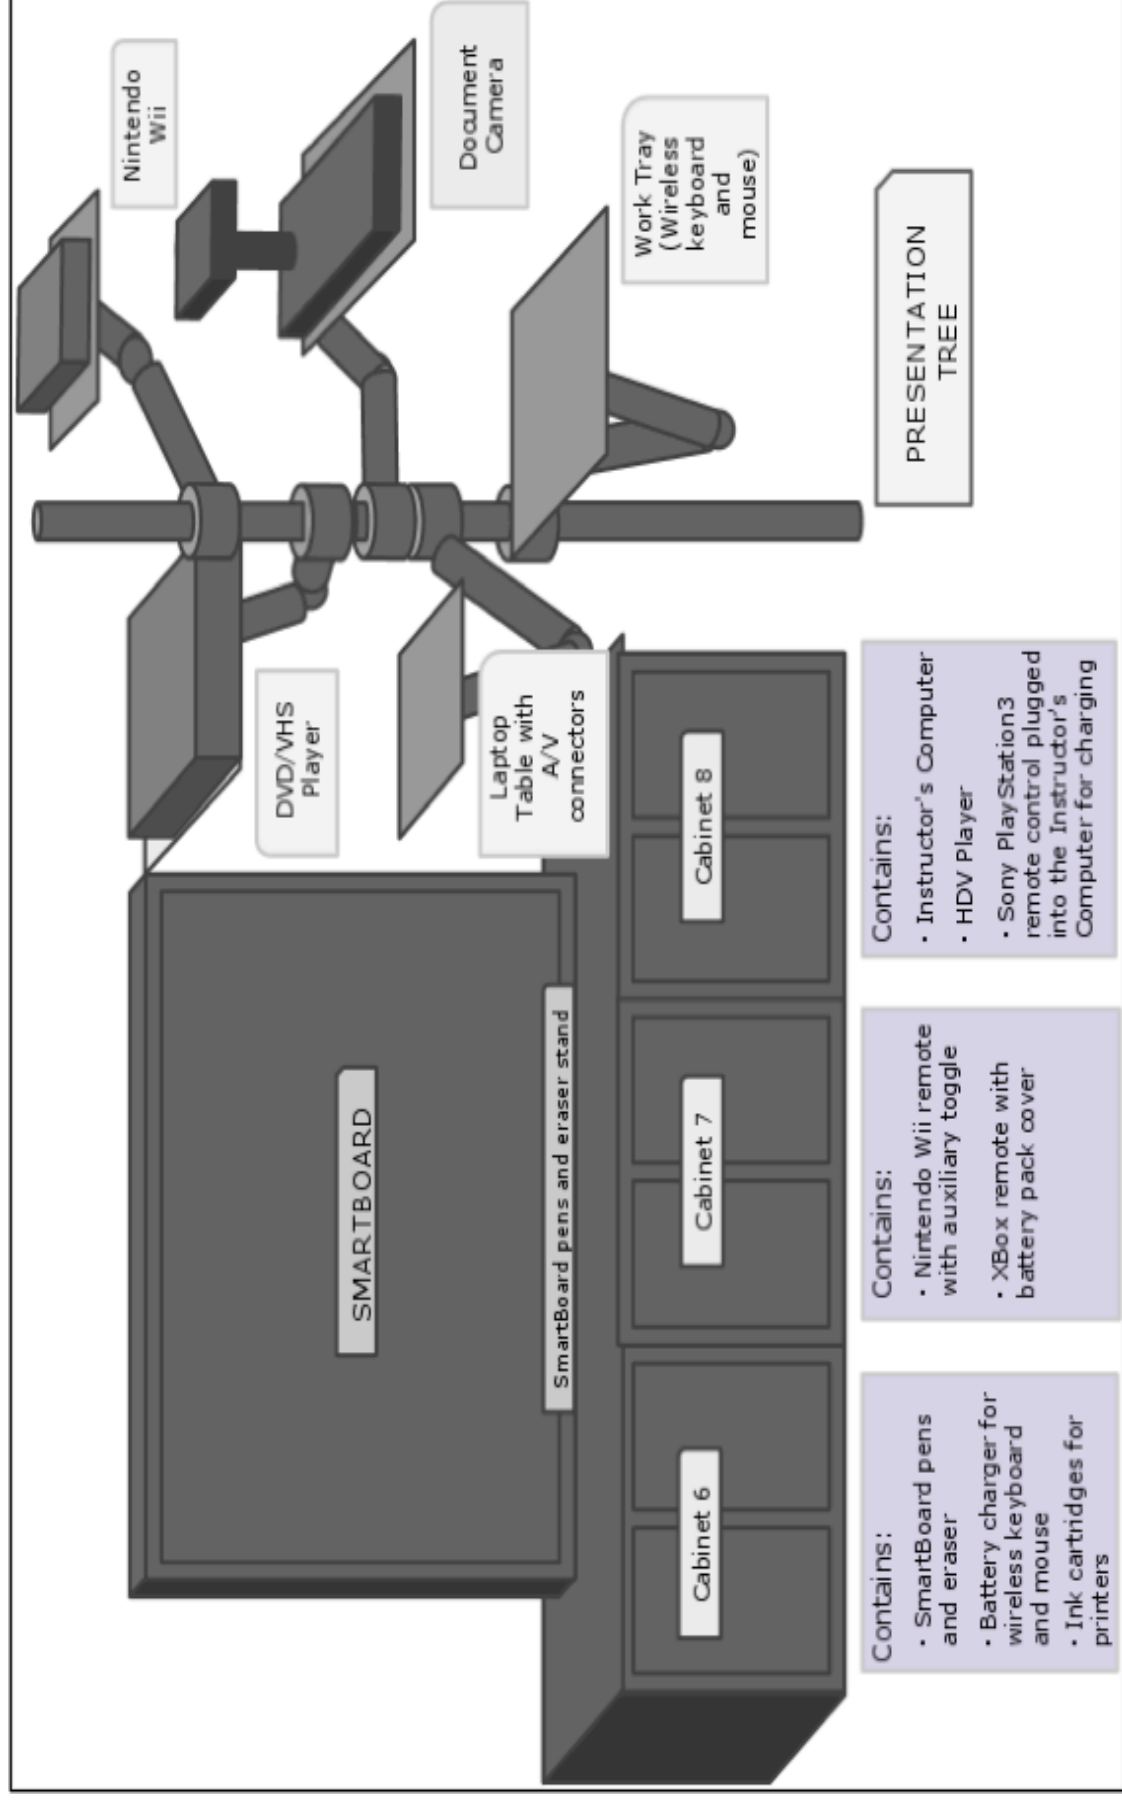 SMARTBOARD
SmartBoard pens and eraser stand
DVD/VHS
Player
Nintendo
Wii
Document
Camera
Laptop
Table with
A/V
connectors
Work Tray
(Wireless
keyboard
and
mouse)
PRESENTATION
TREE
Cabinet 6
Cabinet 7
Cabinet 8
Contains:
• SmartBoard pens
and eraser
• Battery charger for
wireless keyboard
and mouse
• Ink cartridges for
printers
Contains:
• Nintendo Wii remote
with auxiliary toggle
• XBox remote with
battery pack cover
Contains:
• Instructor's Computer
• HDV Player
• Sony PlayStation3
remote control plugged
into the Instructor's
Computer for charging